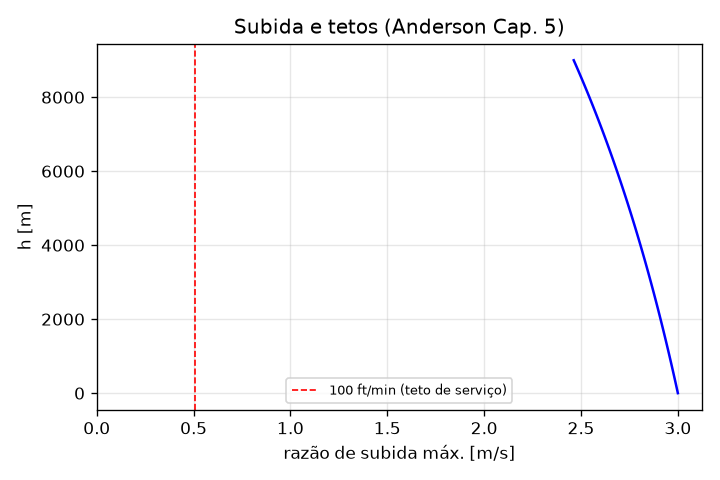 Subida e tetos (Anderson Cap. 5)
h [m]
8000
6000
4000
2000
0
100 ft/min (teto de serviço)
0.0 0.5 1.0 1.5 2.0 2.5 3.0
razão de subida máx. [m/s]